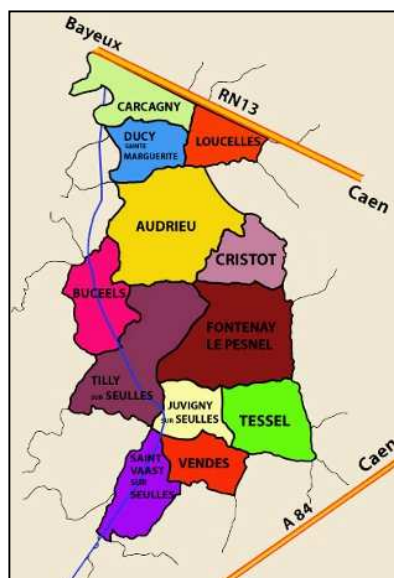 Bayeux
RN13
Caen
CARCAGNY
DUCY
SAINTE
MARGUERITE
LOUCELLES
AUDRIEU
CRISTOT
BUCEELS
FONTENAY
LE PESNEL
TILLY
SUR SEULLES
JUVIGNY
SUR SEULLES
TESSEL
SAINT
VAAST
SUR
SEULLES
VENDES
Caen
A 84